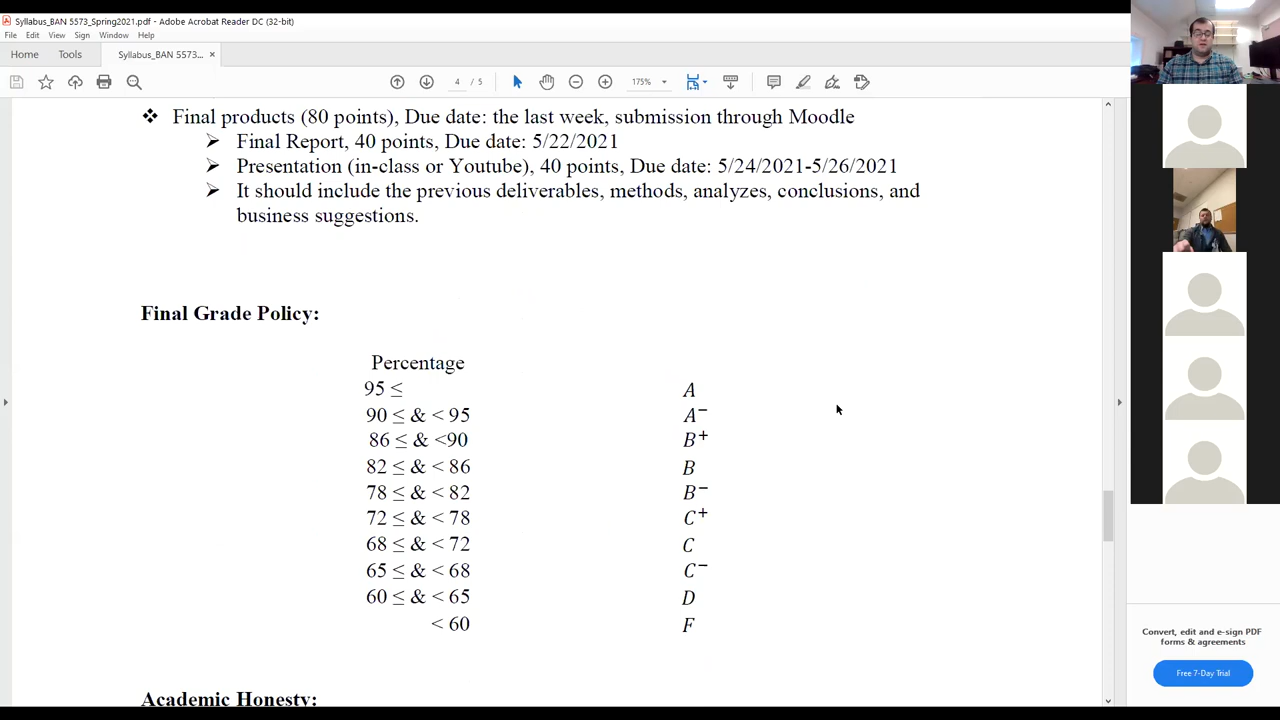 Syllabus_BAN 5573_Spring2021.pdf - Adobe Acrobat Reader DC (32-bit)
File Edit View Sign Window Help
Home Tools Syllabus_BAN 5573... ×
4 / 5 175%
❖ Final products (80 points), Due date: the last week, submission through Moodle
➢ Final Report, 40 points, Due date: 5/22/2021
➢ Presentation (in-class or Youtube), 40 points, Due date: 5/24/2021-5/26/2021
➢ It should include the previous deliverables, methods, analyzes, conclusions, and
business suggestions.
Final Grade Policy:
Percentage
95 ≤ A
90 ≤ & < 95 A⁻
86 ≤ & <90 B⁺
82 ≤ & < 86 B
78 ≤ & < 82 B⁻
72 ≤ & < 78 C⁺
68 ≤ & < 72 C
65 ≤ & < 68 C⁻
60 ≤ & < 65 D
< 60 F
Academic Honesty:
Convert, edit and e-sign PDF
forms & agreements
Free 7-Day Trial